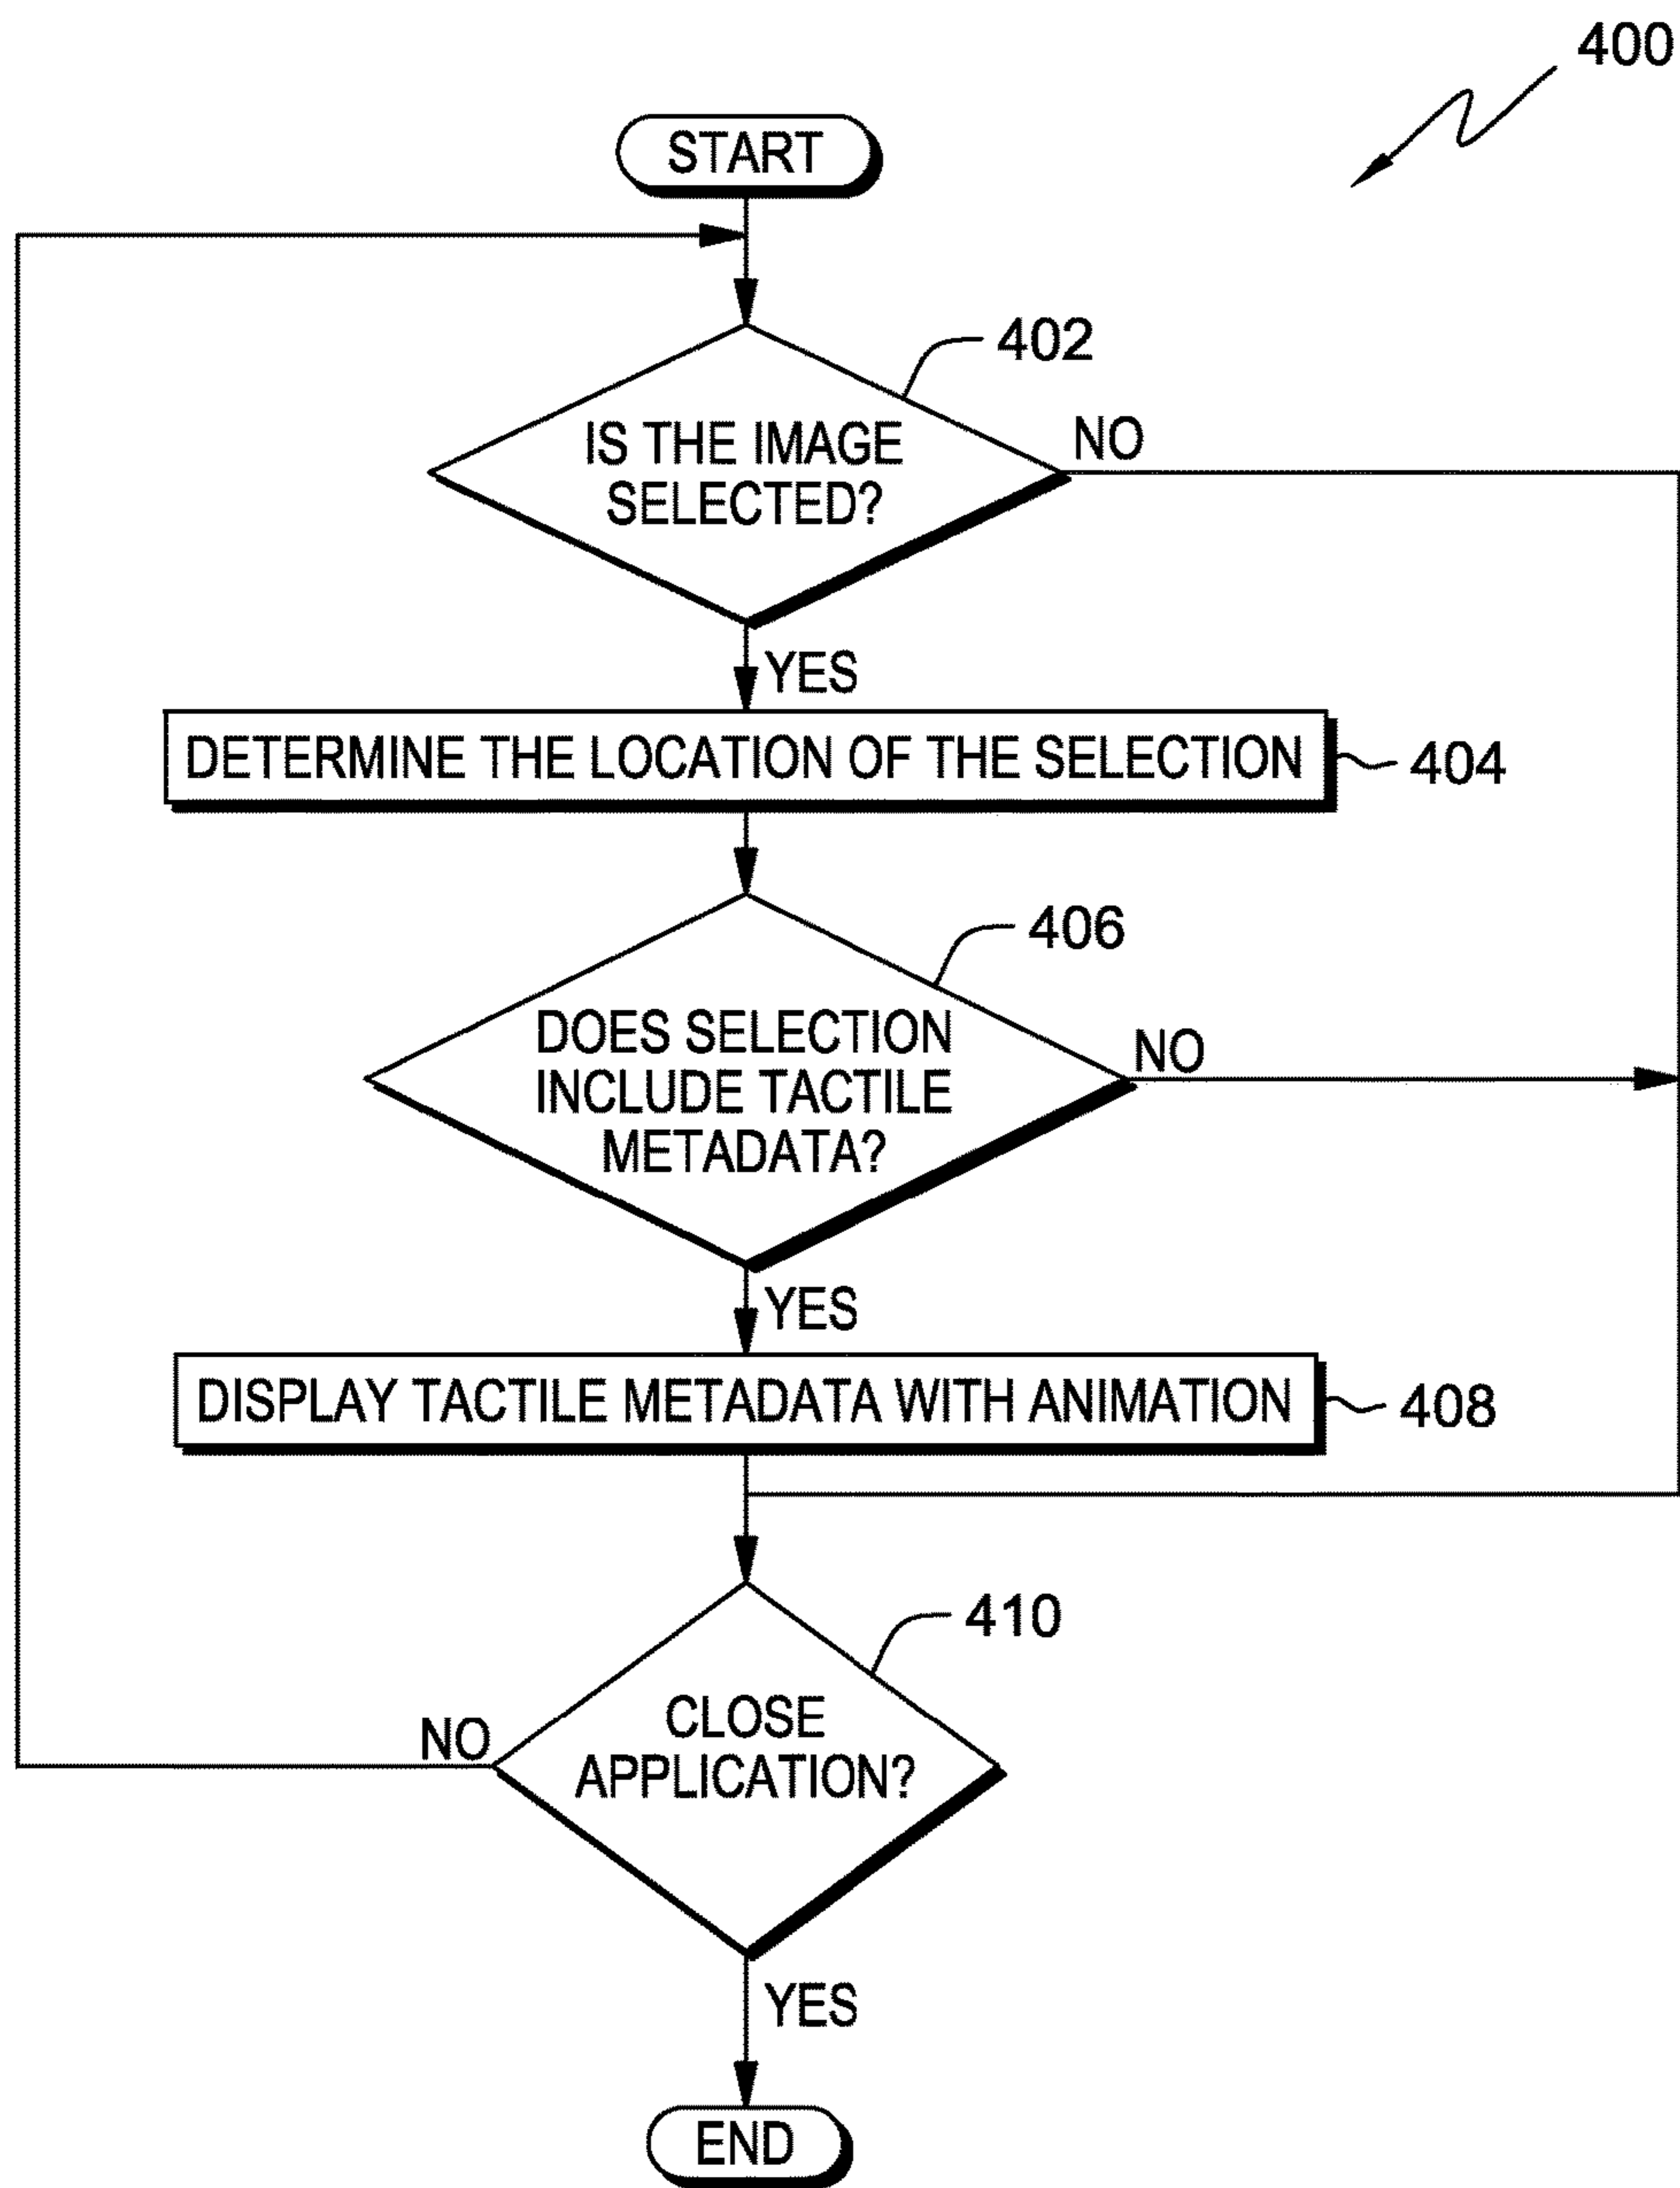 400
START
402
IS THE IMAGE
SELECTED?
NO
YES
DETERMINE THE LOCATION OF THE SELECTION
404
406
DOES SELECTION
INCLUDE TACTILE
METADATA?
NO
YES
DISPLAY TACTILE METADATA WITH ANIMATION
408
410
CLOSE
APPLICATION?
NO
YES
END